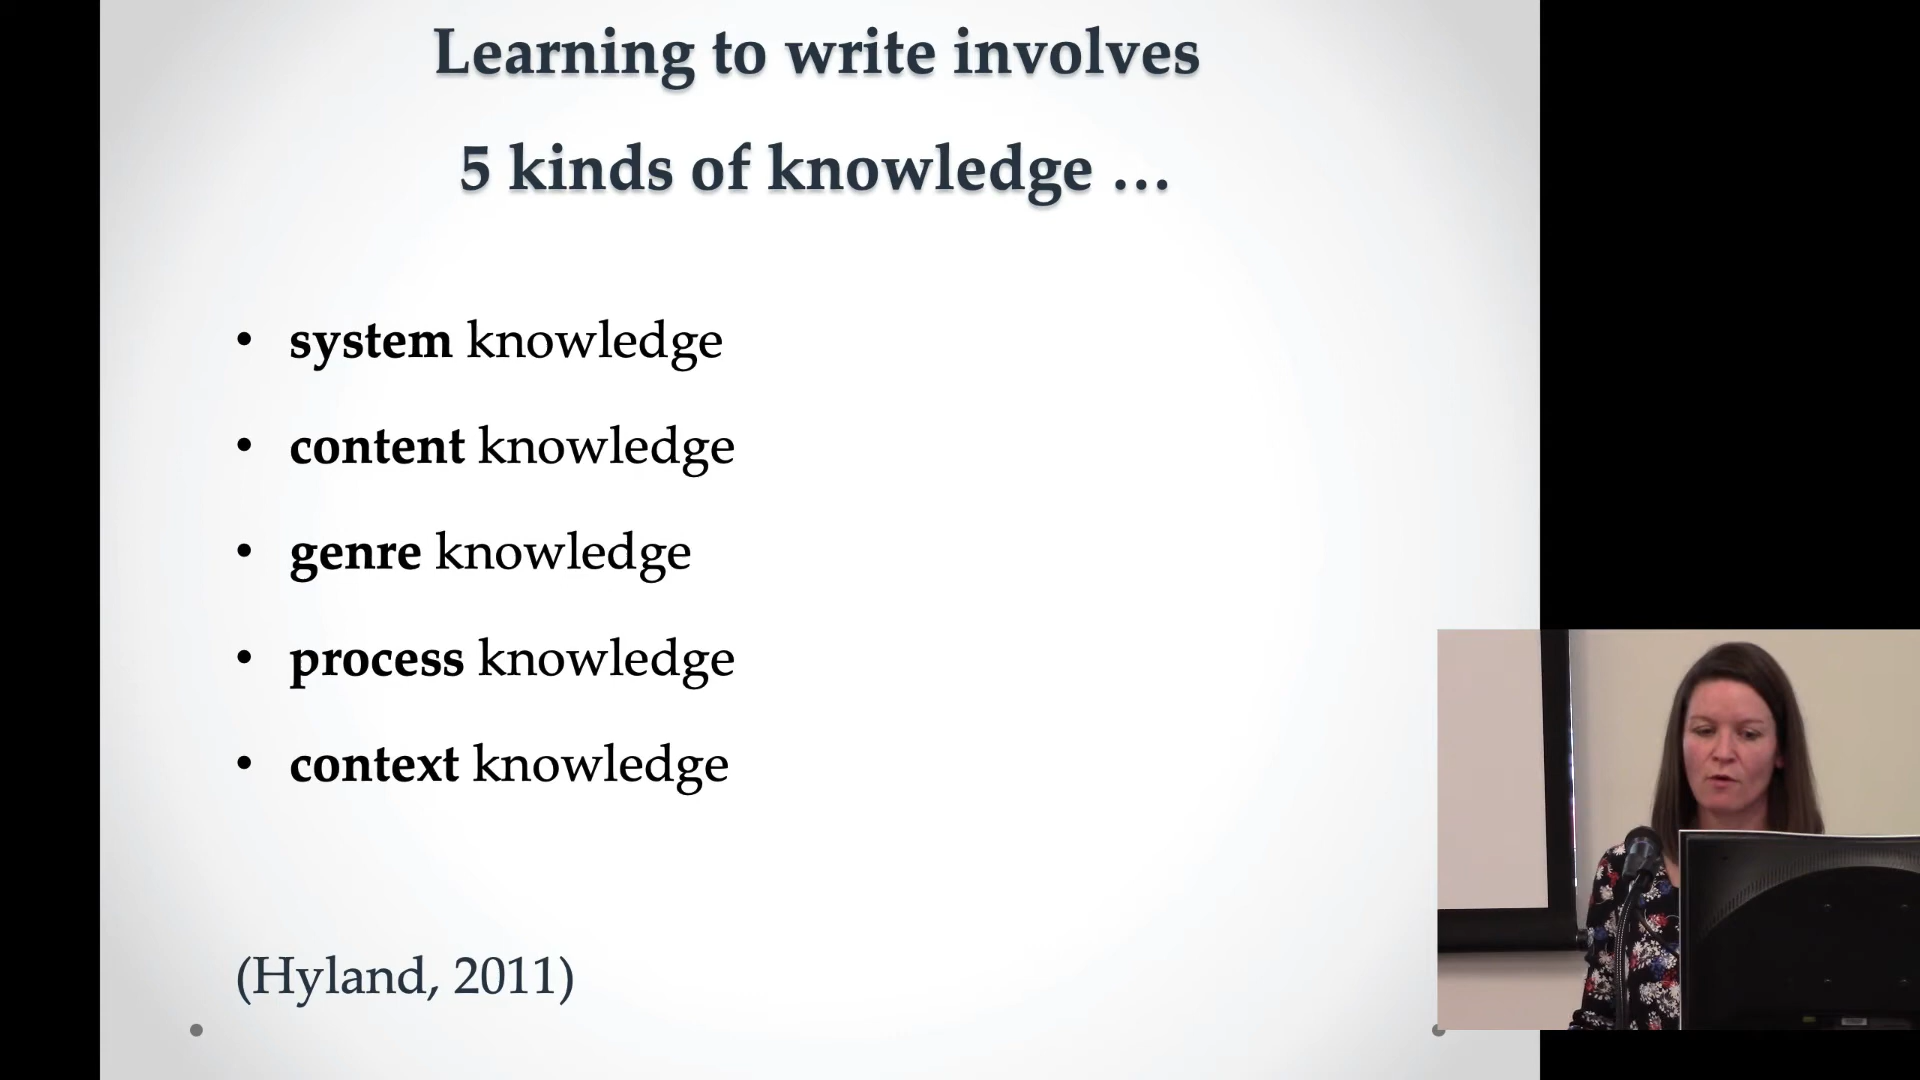 Learning to write involves
5 kinds of knowledge …
• system knowledge
• content knowledge
• genre knowledge
• process knowledge
• context knowledge
(Hyland, 2011)